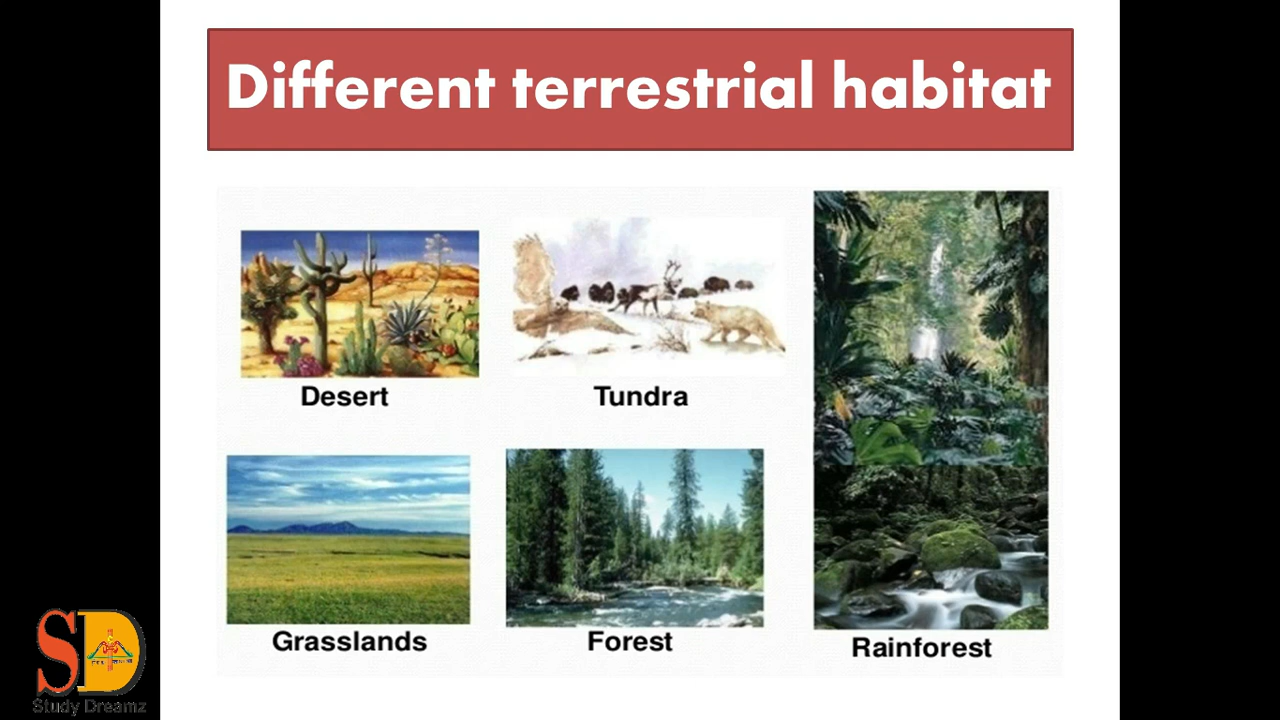 Different terrestrial habitat
Desert
Tundra
Grasslands
Forest
Rainforest
SD
Study Dreamz